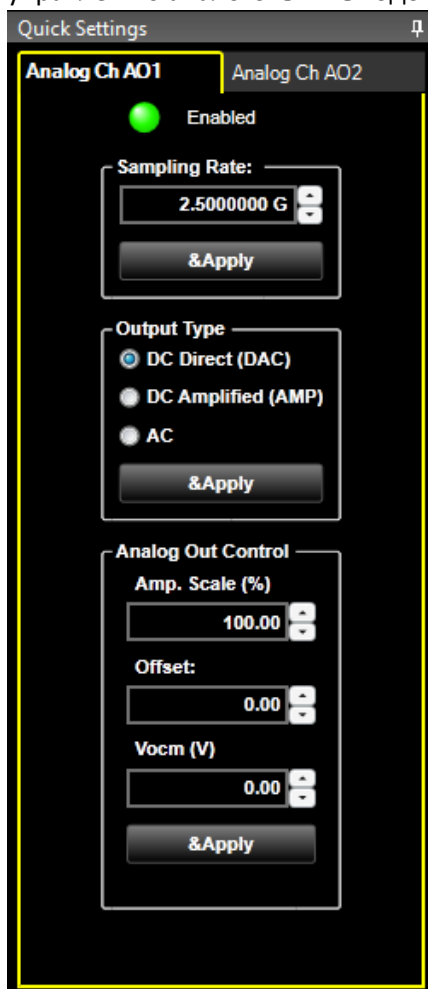 Quick Settings
Analog Ch AO1
Analog Ch AO2
Enabled
Sampling Rate:
2.5000000 G
&Apply
Output Type
DC Direct (DAC)
DC Amplified (AMP)
AC
&Apply
Analog Out Control
Amp. Scale (%)
100.00
Offset:
0.00
Vocm (V)
0.00
&Apply